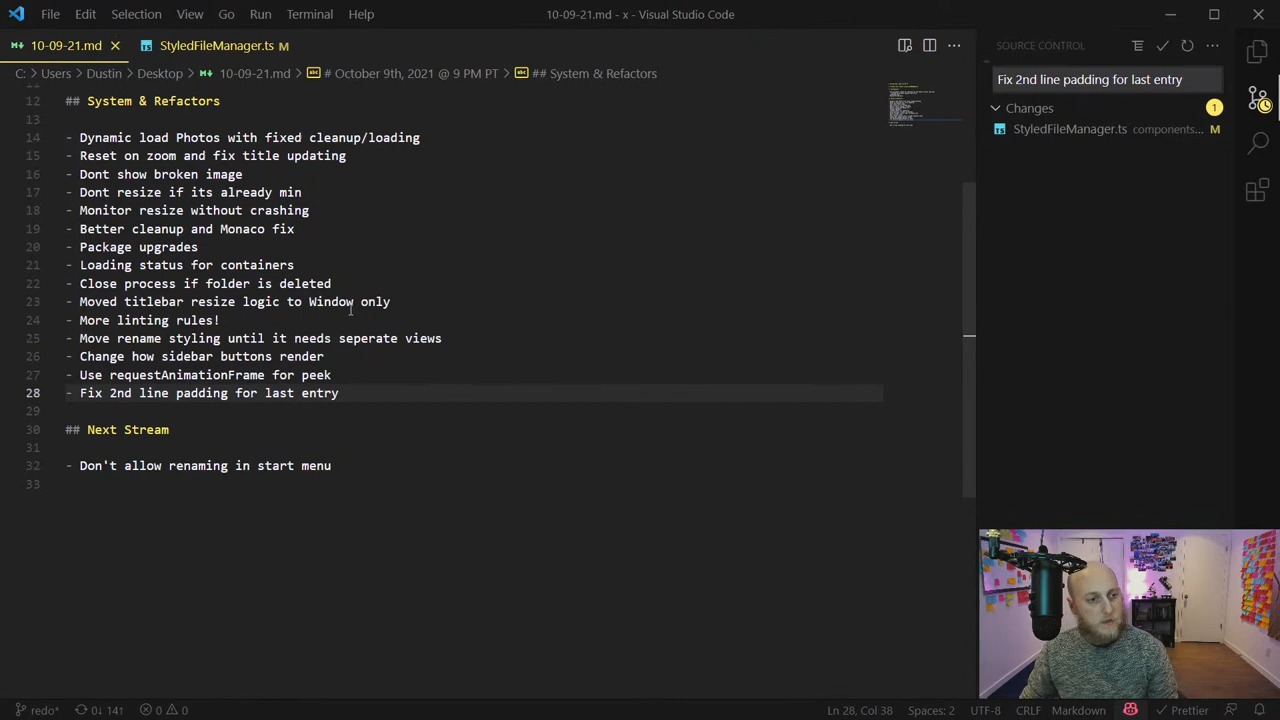 File Edit Selection View Go Run Terminal Help 10-09-21.md - x - Visual Studio Code
10-09-21.md StyledFileManager.ts M
SOURCE CONTROL
C: > Users > Dustin > Desktop > 10-09-21.md > # October 9th, 2021 @ 9 PM PT > ## System & Refactors
Fix 2nd line padding for last entry
Changes 1
StyledFileManager.ts components... M
12 ## System & Refactors
13
14 - Dynamic load Photos with fixed cleanup/loading
15 - Reset on zoom and fix title updating
16 - Dont show broken image
17 - Dont resize if its already min
18 - Monitor resize without crashing
19 - Better cleanup and Monaco fix
20 - Package upgrades
21 - Loading status for containers
22 - Close process if folder is deleted
23 - Moved titlebar resize logic to Window only
24 - More linting rules!
25 - Move rename styling until it needs seperate views
26 - Change how sidebar buttons render
27 - Use requestAnimationFrame for peek
28 - Fix 2nd line padding for last entry
29
30 ## Next Stream
31
32 - Don't allow renaming in start menu
33
redo* 0↓ 14↑ 0 0 Ln 28, Col 38 Spaces: 2 UTF-8 CRLF Markdown Prettier